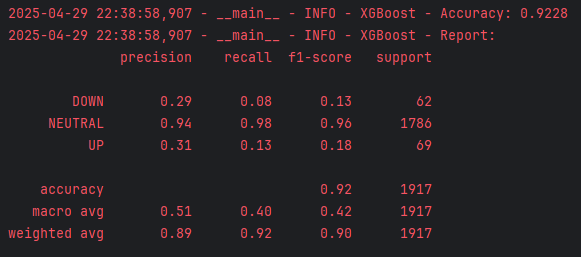 2025-04-29 22:38:58,907 - __main__ - INFO - XGBoost - Accuracy: 0.9228
2025-04-29 22:38:58,907 - __main__ - INFO - XGBoost - Report:
precision recall f1-score support
DOWN 0.29 0.08 0.13 62
NEUTRAL 0.94 0.98 0.96 1786
UP 0.31 0.13 0.18 69
accuracy 0.92 1917
macro avg 0.51 0.40 0.42 1917
weighted avg 0.89 0.92 0.90 1917